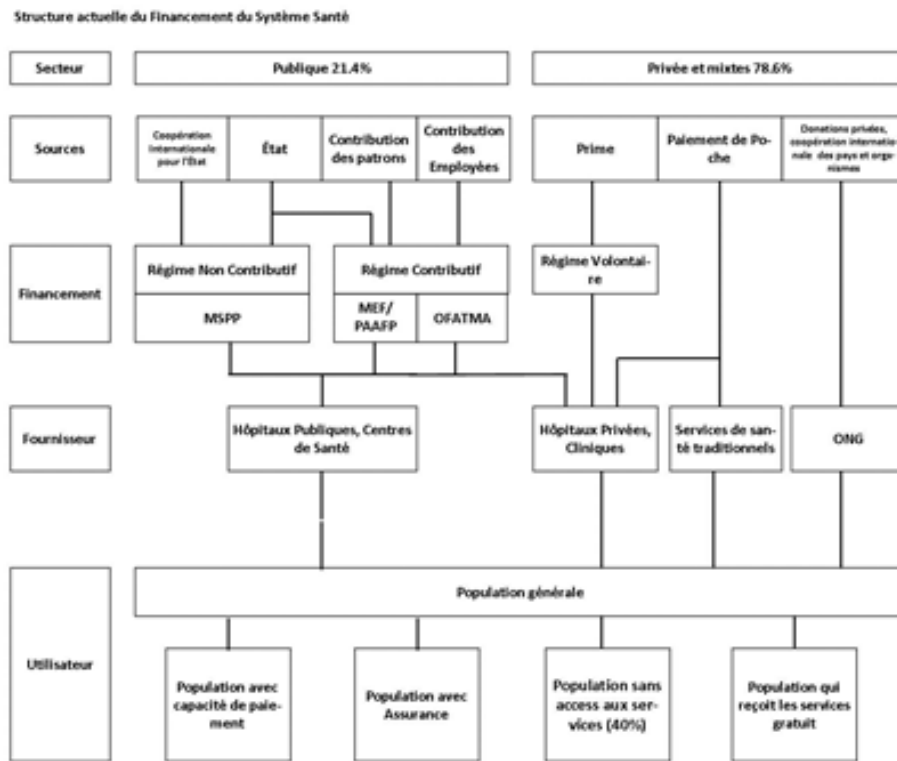 Structure actuelle du Financement du Système Santé
Secteur
Publique 21.4%
Privée et mixtes 78.6%
Sources
Coopération
Internationale
pour l'État
État
Contribution
des patrons
Contribution
des
Employées
Prime
Paiement de Po-
che
Donations privées,
coopération internatio-
nale des pays et orga-
nismes
Financement
Régime Non Contributif
MSPP
Régime Contributif
MEF/
PAAFP
OFATMA
Régime Volontai-
re
Fournisseur
Hôpitaux Publiques, Centres
de Santé
Hôpitaux Privées,
Cliniques
Services de san-
té traditionnels
ONG
Utilisateur
Population générale
Population avec
capacité de paie-
ment
Population avec
Assurance
Population sans
access aux ser-
vices (40%)
Population qui
reçoit les services
gratuit